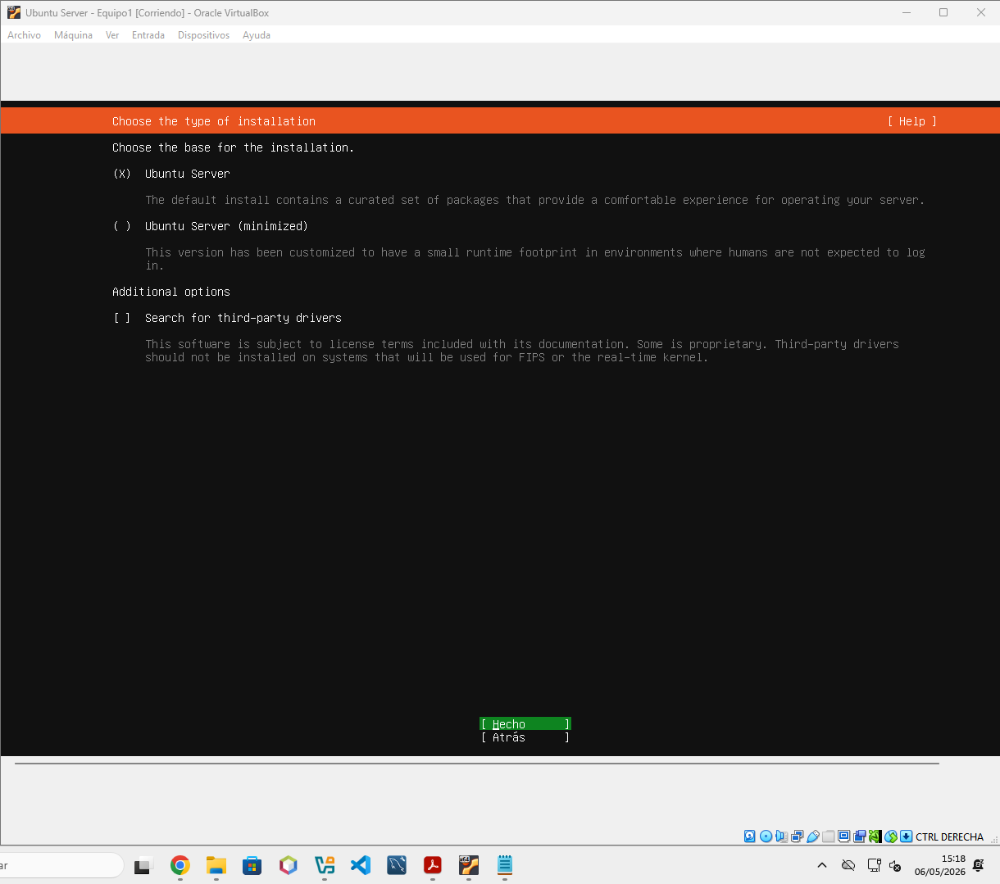 Ubuntu Server - Equipo1 [Corriendo] - Oracle VirtualBox
Archivo Máquina Ver Entrada Dispositivos Ayuda
Choose the type of installation [ Help ]
Choose the base for the installation.
(X) Ubuntu Server
The default install contains a curated set of packages that provide a comfortable experience for operating your server.
( ) Ubuntu Server (minimized)
This version has been customized to have a small runtime footprint in environments where humans are not expected to log
in.
Additional options
[ ] Search for third-party drivers
This software is subject to license terms included with its documentation. Some is proprietary. Third-party drivers
should not be installed on systems that will be used for FIPS or the real-time kernel.
[ Hecho ]
[ Atrás ]
CTRL DERECHA
ar
x64
15:18
06/05/2026